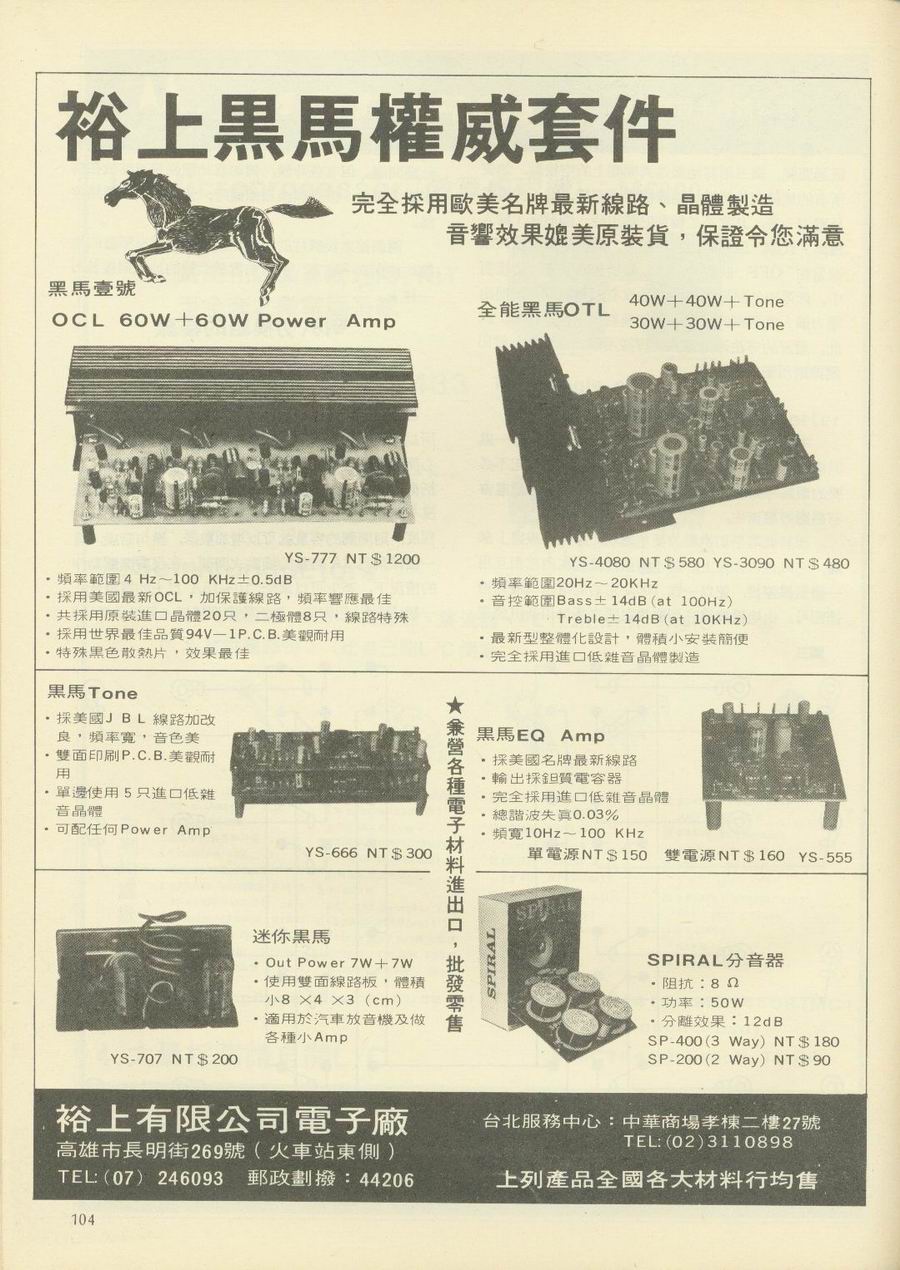 裕上黑馬權威套件
完全採用歐美名牌最新線路、晶體製造
音響效果媲美原裝貨，保證令您滿意
黑馬壹號
OCL 60W＋60W Power Amp
YS-777 NT＄1200
・頻率範圍 4 Hz～100 KHz±0.5dB
・採用美國最新OCL，加保護線路，頻率響應最佳
・共採用原裝進口晶體20只，二極體8只，線路特殊
・採用世界最佳品質94V—1P.C.B.美觀耐用
・特殊黑色散熱片，效果最佳
全能黑馬OTL
40W＋40W＋Tone
30W＋30W＋Tone
YS-4080 NT＄580 YS-3090 NT＄480
・頻率範圍20Hz～20KHz
・音控範圍Bass±14dB(at 100Hz)
Treble±14dB(at 10KHz)
・最新型整體化設計，體積小安裝簡便
・完全採用進口低雜音晶體製造
黑馬Tone
・採美國J B L 線路加改
良，頻率寬，音色美
・雙面印刷P.C.B.美觀耐
用
・單邊使用 5 只進口低雜
音晶體
・可配任何Power Amp
YS-666 NT＄300
★兼營各種電子材料進出口，批發零售
黑馬EQ Amp
・採美國名牌最新線路
・輸出採鉭質電容器
・完全採用進口低雜音晶體
・總諧波失真0.03%
・頻寬10Hz～100 KHz
單電源NT＄150 雙電源NT＄160 YS-555
迷你黑馬
・Out Power 7W＋7W
・使用雙面線路板，體積
小8 ×4 ×3 (cm)
・適用於汽車放音機及做
各種小Amp
YS-707 NT＄200
SPIRAL
SPIRAL
SPIRAL分音器
・阻抗：8 Ω
・功率：50W
・分離效果：12dB
SP-400(3 Way) NT＄180
SP-200(2 Way) NT＄90
裕上有限公司電子廠
高雄市長明街269號（火車站東側）
TEL:(07) 246093 郵政劃撥：44206
台北服務中心：中華商場孝棟二樓27號
TEL:(02)3110898
上列產品全國各大材料行均售
104